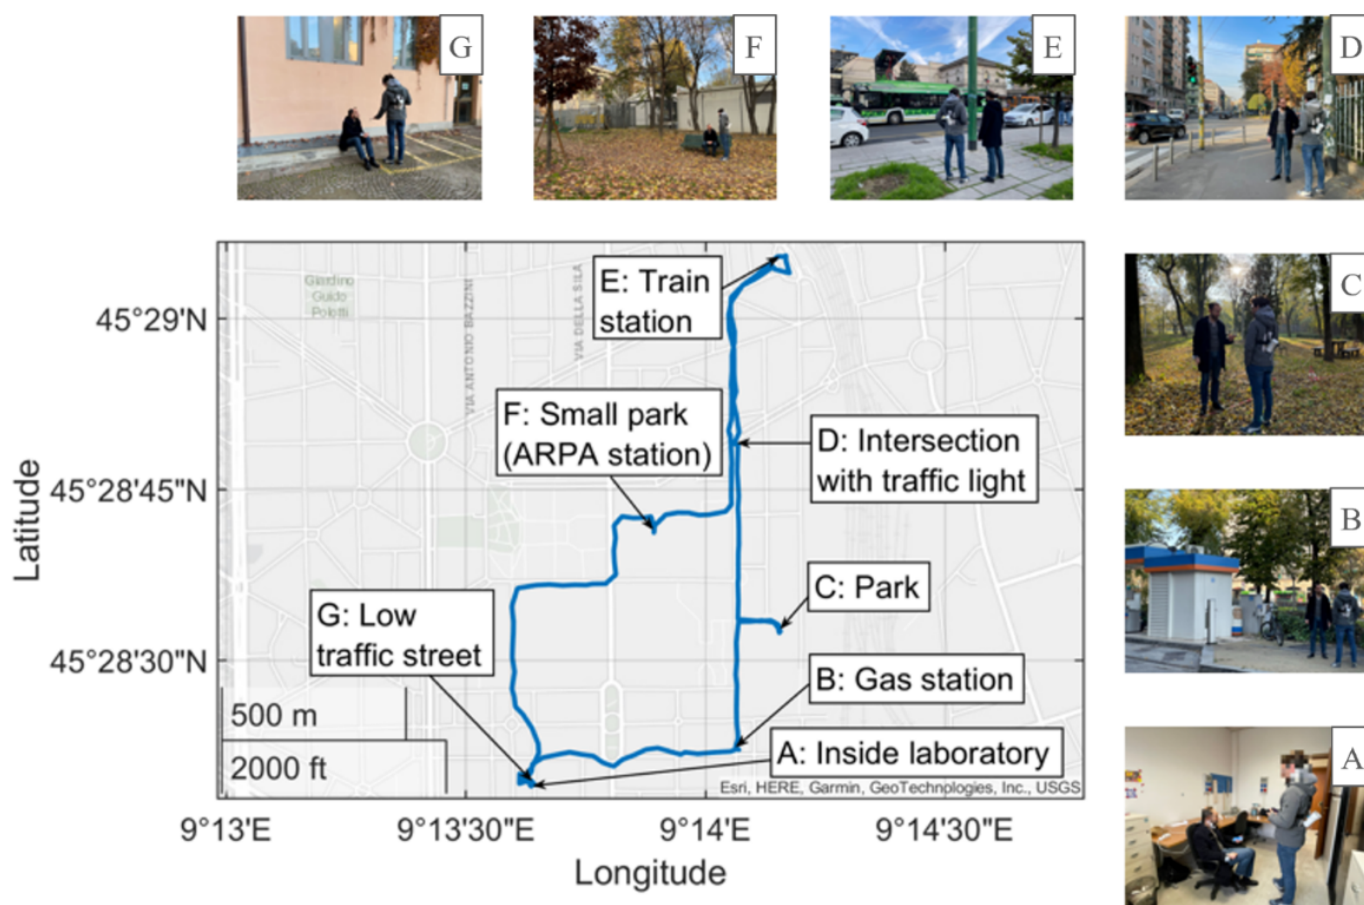 G
F
E
D
C
B
A
Giardino
Guido
Polotti
VIA ANTONIO BAZZINI
VIA DELLA SILA
E: Train
station
F: Small park
(ARPA station)
D: Intersection
with traffic light
C: Park
G: Low
traffic street
B: Gas station
A: Inside laboratory
500 m
2000 ft
Esri, HERE, Garmin, GeoTechnologies, Inc., USGS
45°29'N
45°28'45"N
45°28'30"N
Latitude
9°13'E
9°13'30"E
9°14'E
9°14'30"E
Longitude